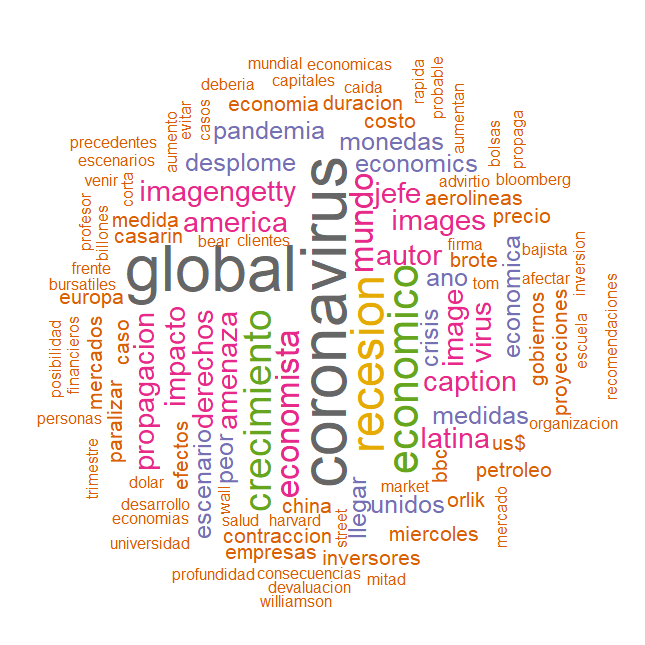 mundial
economicas
deberia
capitales
caida
rapida
probable
economia
duracion
aumentan
casos
evitar
aumento
costo
bolsas
propaga
pandemia
monedas
precedentes
escenarios
desplome
economics
venir
corta
imagengetty
jefe
advirtio
bloomberg
profesor
billones
medida
america
mundo
aerolineas
images
precio
casarin
bear
clientes
coronavirus
autor
firma
bajista
inversion
frente
bursatiles
global
brote
economica
europa
recesion
economico
ano
tom
afectar
posibilidad
financieros
mercados
caso
impacto
derechos
amenaza
crecimiento
economista
crisis
image
virus
gobiernos
proyecciones
escuela
recomendaciones
propagacion
paralizar
caption
personas
medidas
organizacion
trimestre
efectos
escenario
peor
latina
us$
bbc
petroleo
dolar
wall
market
desarrollo
china
llegar
unidos
orlik
mercado
economias
salud
harvard
street
universidad
contraccion
miercoles
empresas
inversores
profundidad
consecuencias
mitad
devaluacion
williamson